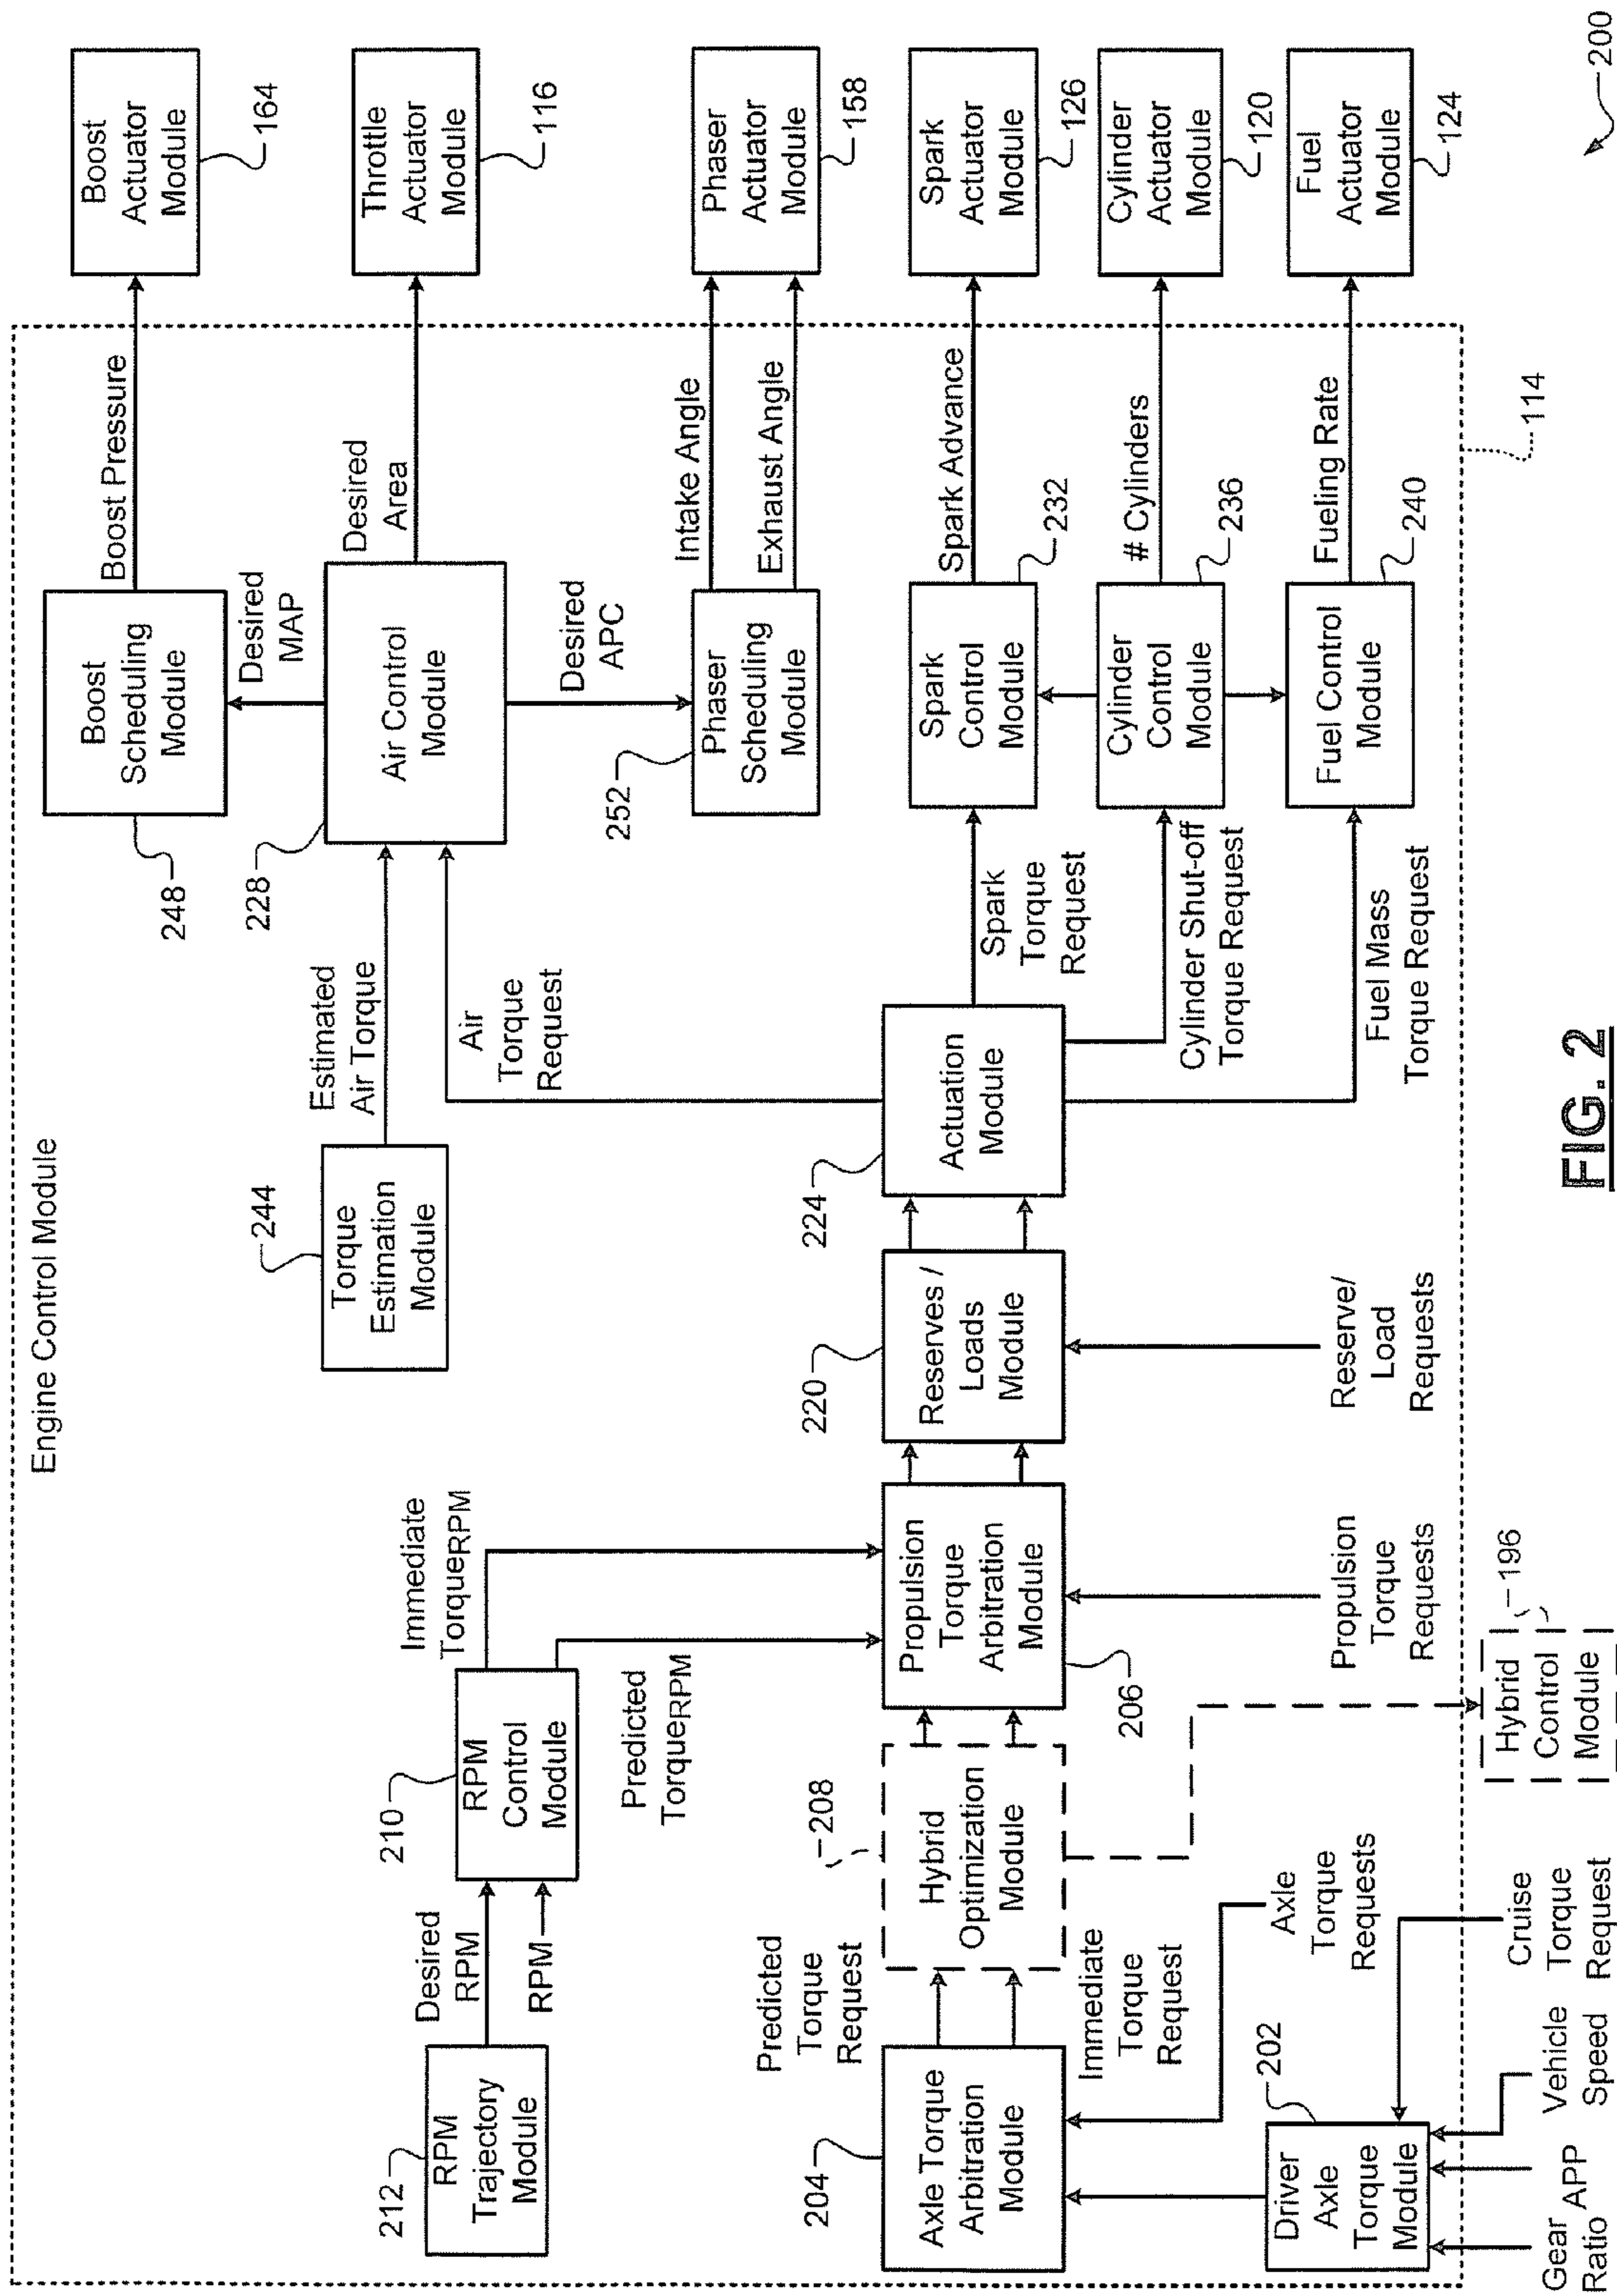 Engine Control Module
212
RPM
Trajectory
Module
Desired
RPM
RPM
210
RPM
Control
Module
Immediate
TorqueRPM
Predicted
TorqueRPM
244
Torque
Estimation
Module
Estimated
Air Torque
Air
Torque
Request
248
Boost
Scheduling
Module
Desired
MAP
228
Air Control
Module
Desired
APC
252
Phaser
Scheduling
Module
Boost Pressure
Desired
Area
Intake Angle
Exhaust Angle
Boost
Actuator
Module
164
Throttle
Actuator
Module
116
Phaser
Actuator
Module
158
204
Axle Torque
Arbitration
Module
Predicted
Torque
Request
Immediate
Torque
Request
208
Hybrid
Optimization
Module
206
Propulsion
Torque
Arbitration
Module
220
Reserves /
Loads
Module
224
Actuation
Module
Spark
Torque
Request
Cylinder Shut-off
Torque Request
Fuel Mass
Torque Request
Spark
Control
Module
232
Cylinder
Control
Module
236
Fuel Control
Module
240
Spark Advance
# Cylinders
Fueling Rate
Spark
Actuator
Module
126
Cylinder
Actuator
Module
120
Fuel
Actuator
Module
124
Driver
Axle
Torque
Module
202
Axle
Torque
Requests
Propulsion
Torque
Requests
Reserve/
Load
Requests
114
Gear
Ratio
APP
Vehicle
Speed
Cruise
Torque
Request
Hybrid
Control
Module
196
FIG. 2
200